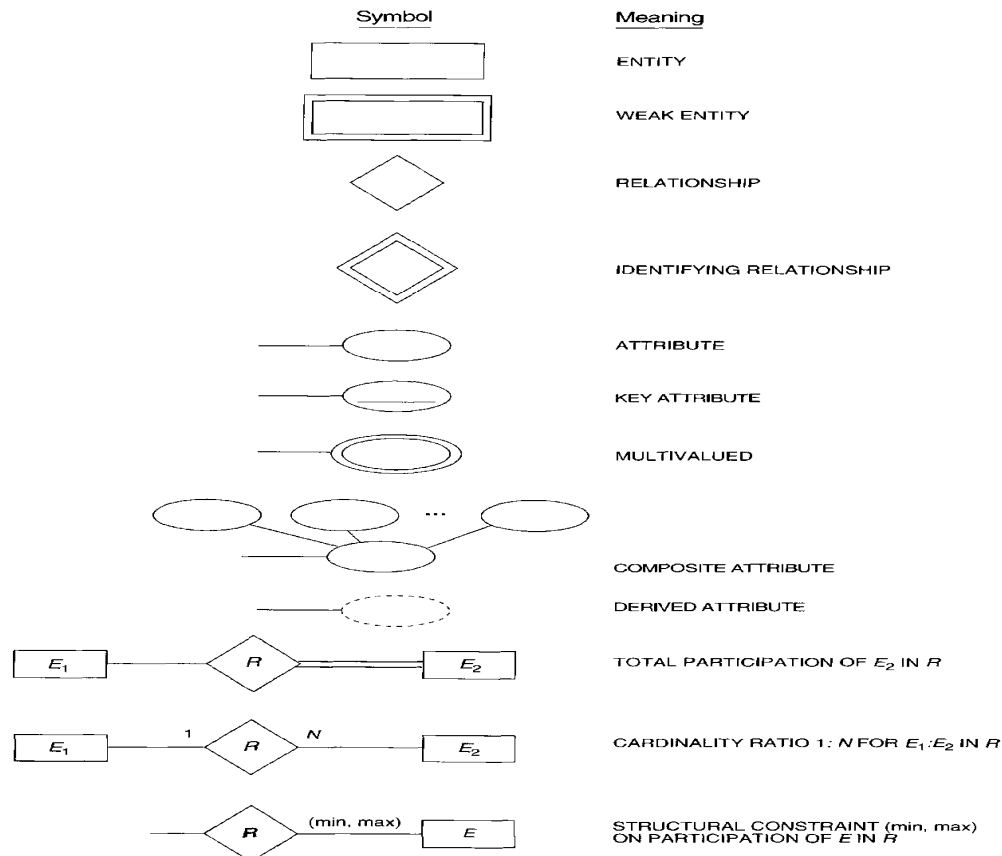 Symbol Meaning
ENTITY
WEAK ENTITY
RELATIONSHIP
IDENTIFYING RELATIONSHIP
ATTRIBUTE
KEY ATTRIBUTE
MULTIVALUED
...
COMPOSITE ATTRIBUTE
DERIVED ATTRIBUTE
E₁ R E₂ TOTAL PARTICIPATION OF E₂ IN R
1 N
E₁ R E₂ CARDINALITY RATIO 1: N FOR E₁:E₂ IN R
R (min, max) E STRUCTURAL CONSTRAINT (min, max)
ON PARTICIPATION OF E IN R